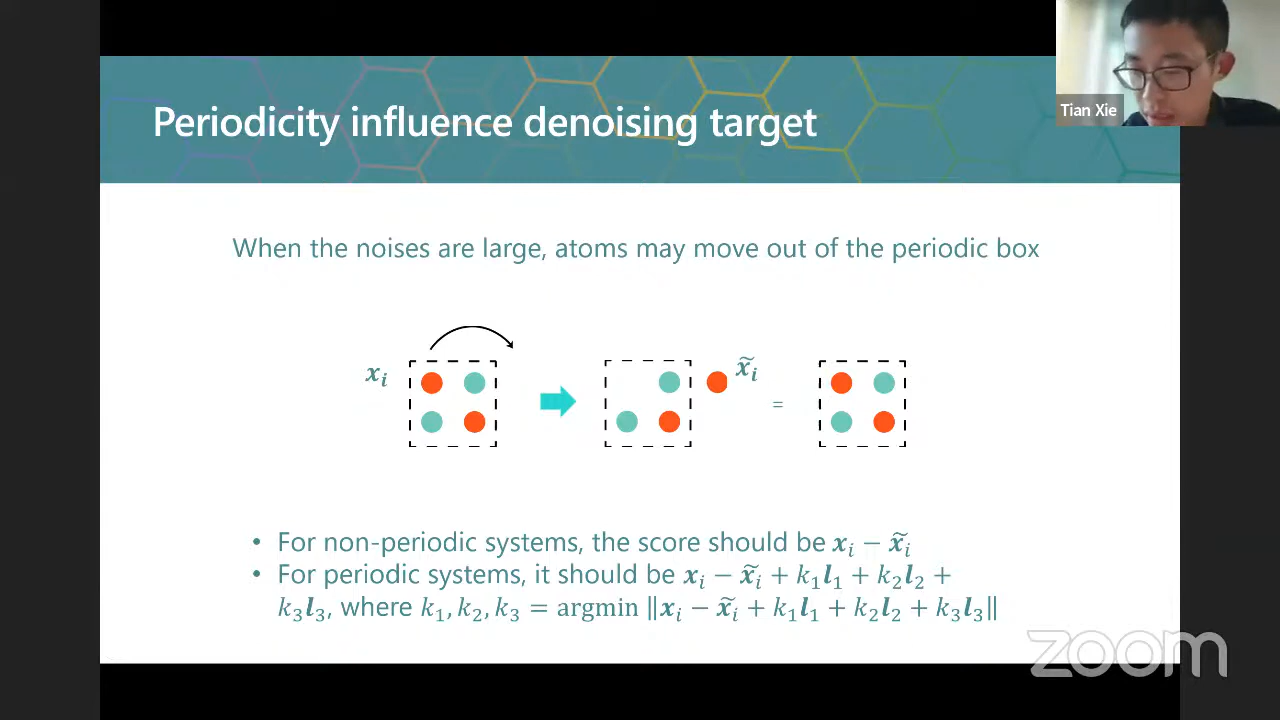 Tian Xie
Periodicity influence denoising target
When the noises are large, atoms may move out of the periodic box
𝒙ᵢ
𝒙̃ᵢ
=
• For non-periodic systems, the score should be 𝒙ᵢ − 𝒙̃ᵢ
• For periodic systems, it should be 𝒙ᵢ − 𝒙̃ᵢ + k₁𝒍₁ + k₂𝒍₂ +
k₃𝒍₃, where k₁, k₂, k₃ = argmin ‖𝒙ᵢ − 𝒙̃ᵢ + k₁𝒍₁ + k₂𝒍₂ + k₃𝒍₃‖
zoom